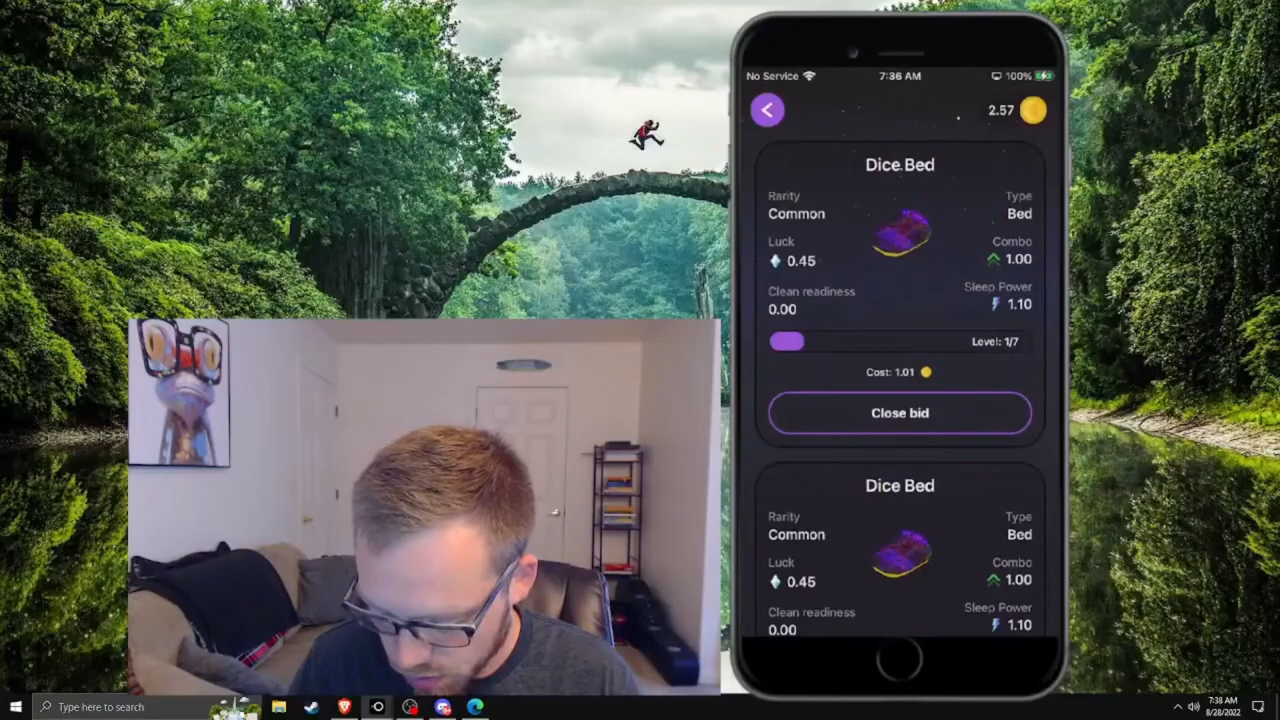 No Service
7:36 AM
100%
2.57
Dice Bed
Rarity
Type
Common
Bed
Luck
Combo
0.45
1.00
Clean readiness
Sleep Power
0.00
1.10
Level: 1/7
Cost: 1.01
Close bid
Dice Bed
Rarity
Type
Common
Bed
Luck
Combo
0.45
1.00
Clean readiness
Sleep Power
0.00
1.10
Type here to search
7:38 AM
8/28/2022